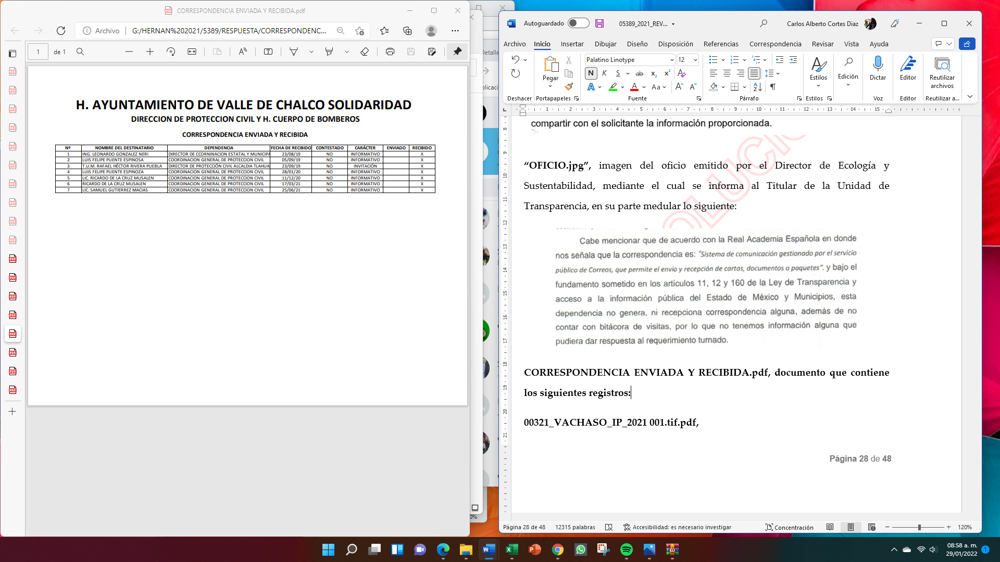 CORRESPONDENCIA ENVIADA Y RECIBIDA.pdf
Archivo
G:/HERNAN%202021/5389/RESPUESTA/CORRESPONDENC...
1 de 1
H. AYUNTAMIENTO DE VALLE DE CHALCO SOLIDARIDAD
DIRECCION DE PROTECCION CIVIL Y H. CUERPO DE BOMBEROS
CORRESPONDENCIA ENVIADA Y RECIBIDA
Nº NOMBRE DEL DESTINATARIO DEPENDENCIA FECHA DE RECIBIDO CONTESTADO CARÁCTER ENVIADO RECIBIDO
1 ING. LEONARDO GONZALEZ NERI DIRECTOR DE CCORNINACION ESTATAL Y MUNICIPA 23/08/19 NO INFORMATIVO X
2 LUIS FELIPE PUENTE ESPINOSA COORDINACION GENERAL DE PROTECCION CIVIL 05/09/19 NO INFORMATIVO X
3 T.U.M. RAFAEL HÉCTOR RIVERA PUEBLA DIRECTOR DE PROTECCIÓN CIVIL ALCALDIA TLAHUA 23/09/19 NO INVITACIÓN X
4 LUIS FELIPE PUENTE ESPINOZA COORDINACION GENERAL DE PROTECCION CIVIL 28/01/20 NO INFORMATIVO X
5 LIC. RICARDO DE LA CRUZ MUSALEN COORDINACION GENERAL DE PROTECCION CIVIL 11/12/20 NO INFORMATIVO X
6 RICARDO DE LA CRUZ MUSALEN COORDINACION GENERAL DE PROTECCION CIVIL 17/03/21 NO INFORMATIVO X
7 LIC. SAMUEL GUTIERREZ MACIAS COORDINACION GENERAL DE PROTECCION CIVIL 25/06/21 NO INFORMATIVO X
Autoguardado 05389_2021_REV... Carlos Alberto Cortes Diaz
Archivo Inicio Insertar Dibujar Diseño Disposición Referencias Correspondencia Revisar Vista Ayuda
Palatino Linotype 12
N K S ab x₂ x²
Pegar
Estilos
Edición
Dictar
Editor
Reutilizar archivos
Deshacer Portapapeles Fuente Párrafo Estilos Voz Editor Reutilizar a...
compartir con el solicitante la información proporcionada.
“OFICIO.jpg”, imagen del oficio emitido por el Director de Ecología y
Sustentabilidad, mediante el cual se informa al Titular de la Unidad de
Transparencia, en su parte medular lo siguiente:
Cabe mencionar que de acuerdo con la Real Academia Española en donde
nos señala que la correspondencia es: "Sistema de comunicación gestionado por el servicio
público de Correos, que permite el envío y recepción de cartas, documentos o paquetes". y bajo el
fundamento sometido en los artículos 11, 12 y 160 de la Ley de Transparencia y
acceso a la información pública del Estado de México y Municipios, esta
dependencia no genera, ni recepciona correspondencia alguna, además de no
contar con bitácora de visitas, por lo que no tenemos información alguna que
pudiera dar respuesta al requerimiento turnado.
CORRESPONDENCIA ENVIADA Y RECIBIDA.pdf, documento que contiene
los siguientes registros:
00321_VACHASO_IP_2021 001.tif.pdf,
Página 28 de 48
Página 28 de 48 12315 palabras Accesibilidad: es necesario investigar Concentración 120%
08:58 a. m.
29/01/2022
1